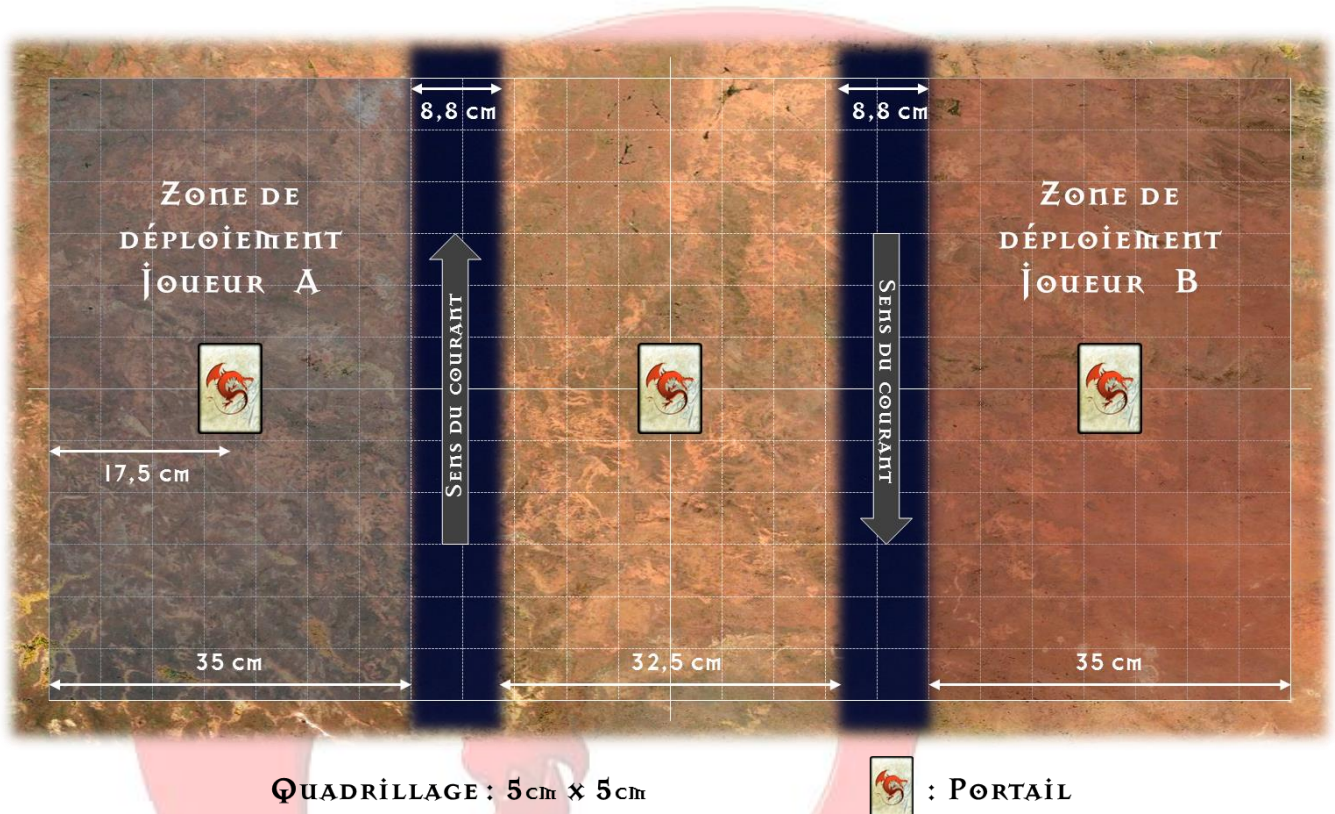 8,8 cm
8,8 cm
Zone de
déploiement
Joueur A
Zone de
déploiement
Joueur B
Sens du courant
Sens du courant
17,5 cm
35 cm
32,5 cm
35 cm
Quadrillage : 5cm x 5cm
: Portail